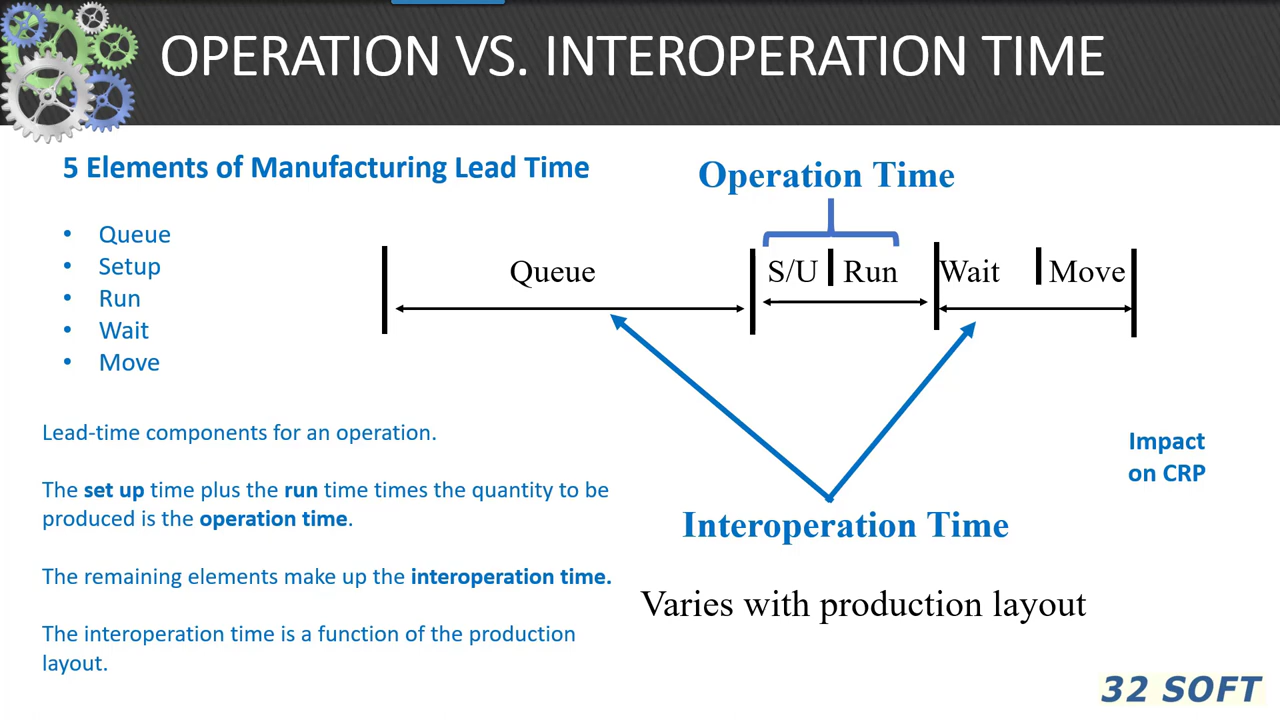 OPERATION VS. INTEROPERATION TIME
5 Elements of Manufacturing Lead Time
• Queue
• Setup
• Run
• Wait
• Move
Lead-time components for an operation.
The set up time plus the run time times the quantity to be
produced is the operation time.
The remaining elements make up the interoperation time.
The interoperation time is a function of the production
layout.
Operation Time
Queue
S/U
Run
Wait
Move
Interoperation Time
Varies with production layout
Impact
on CRP
32 SOFT